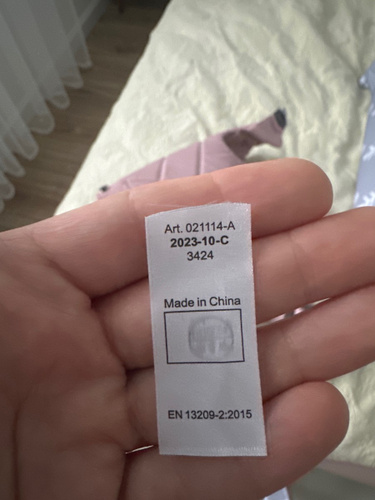 Art. 021114-A
2023-10-C
3424
Made in China
EN 13209-2:2015